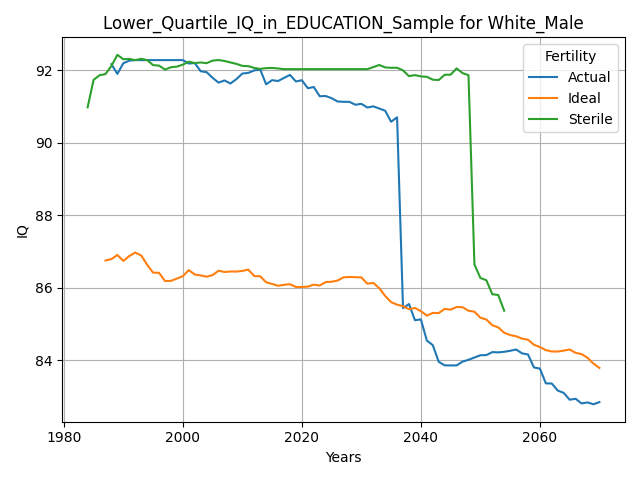 Lower_Quartile_IQ_in_EDUCATION_Sample for White_Male
Fertility
Actual
Ideal
Sterile
IQ
92
90
88
86
84
1980
2000
2020
2040
2060
Years